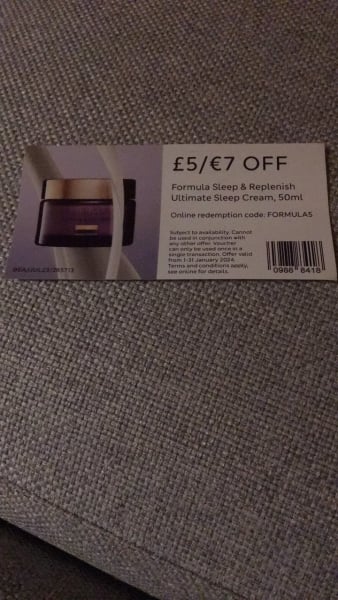 £5/€7 OFF
Formula Sleep & Replenish
Ultimate Sleep Cream, 50ml
Online redemption code: FORMULA5
Subject to availability. Cannot
be used in conjunction with
any other offer. Voucher
can only be used once in a
single transaction. Offer valid
from 1-31 January 2024.
Terms and conditions apply,
see online for details.
0988 8418